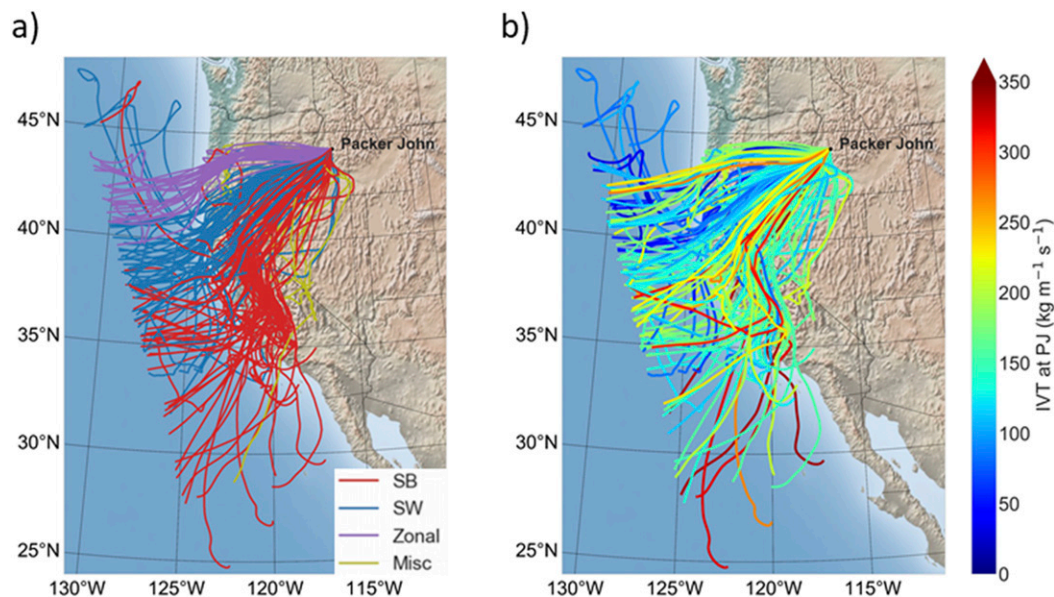 a)
45°N
40°N
35°N
30°N
25°N
130°W
125°W
120°W
115°W
Packer John
SB
SW
Zonal
Misc
b)
45°N
40°N
35°N
30°N
25°N
130°W
125°W
120°W
115°W
Packer John
350
300
250
200
150
100
50
0
IVT at PJ (kg m⁻¹ s⁻¹)